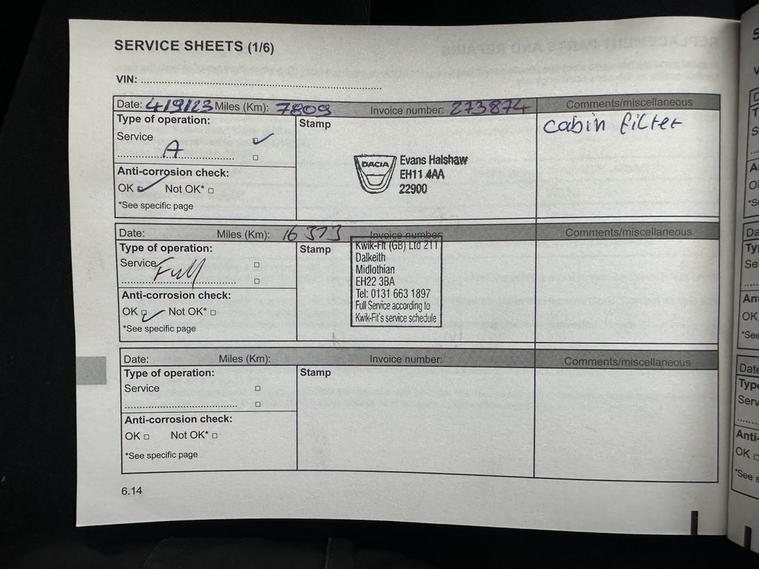 SERVICE SHEETS (1/6)
VIN:
Date: 4/9/23 Miles (Km): 7809 Invoice number: 273874 Comments/miscellaneous
Type of operation:
Service
A
Anti-corrosion check:
OK Not OK*
*See specific page
Stamp
DACIA
Evans Halshaw
EH11 4AA
22900
cabin filter
Date: Miles (Km): 16 373 Invoice number: Comments/miscellaneous
Type of operation:
Service
Full
Anti-corrosion check:
OK Not OK*
*See specific page
Stamp
Kwik-Fit (GB) Ltd 211
Dalkeith
Midlothian
EH22 3BA
Tel: 0131 663 1897
Full Service according to
Kwik-Fit's service schedule
Date: Miles (Km): Invoice number: Comments/miscellaneous
Type of operation:
Service
Anti-corrosion check:
OK Not OK*
*See specific page
Stamp
6.14